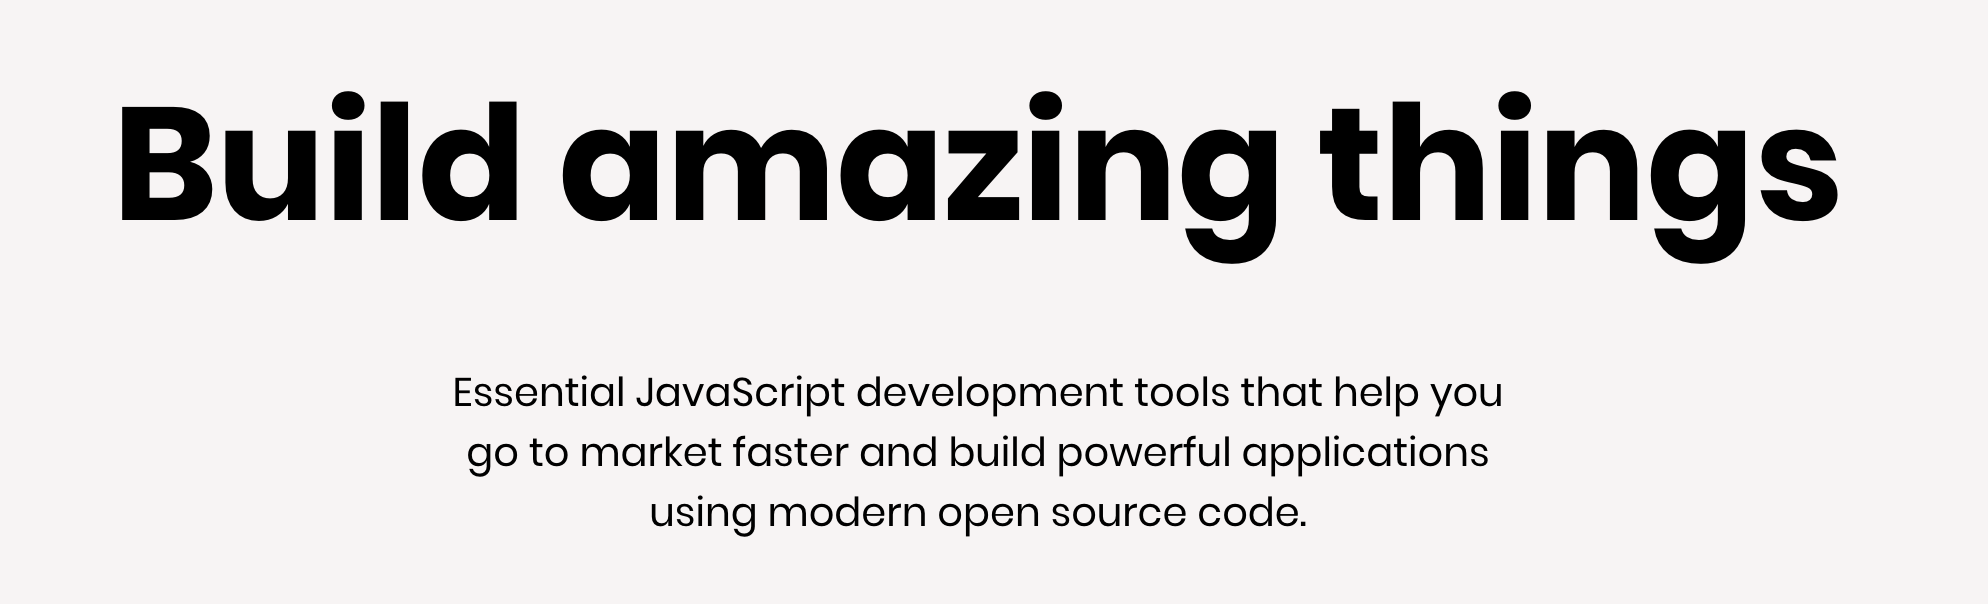 Build amazing things
Essential JavaScript development tools that help you
go to market faster and build powerful applications
using modern open source code.